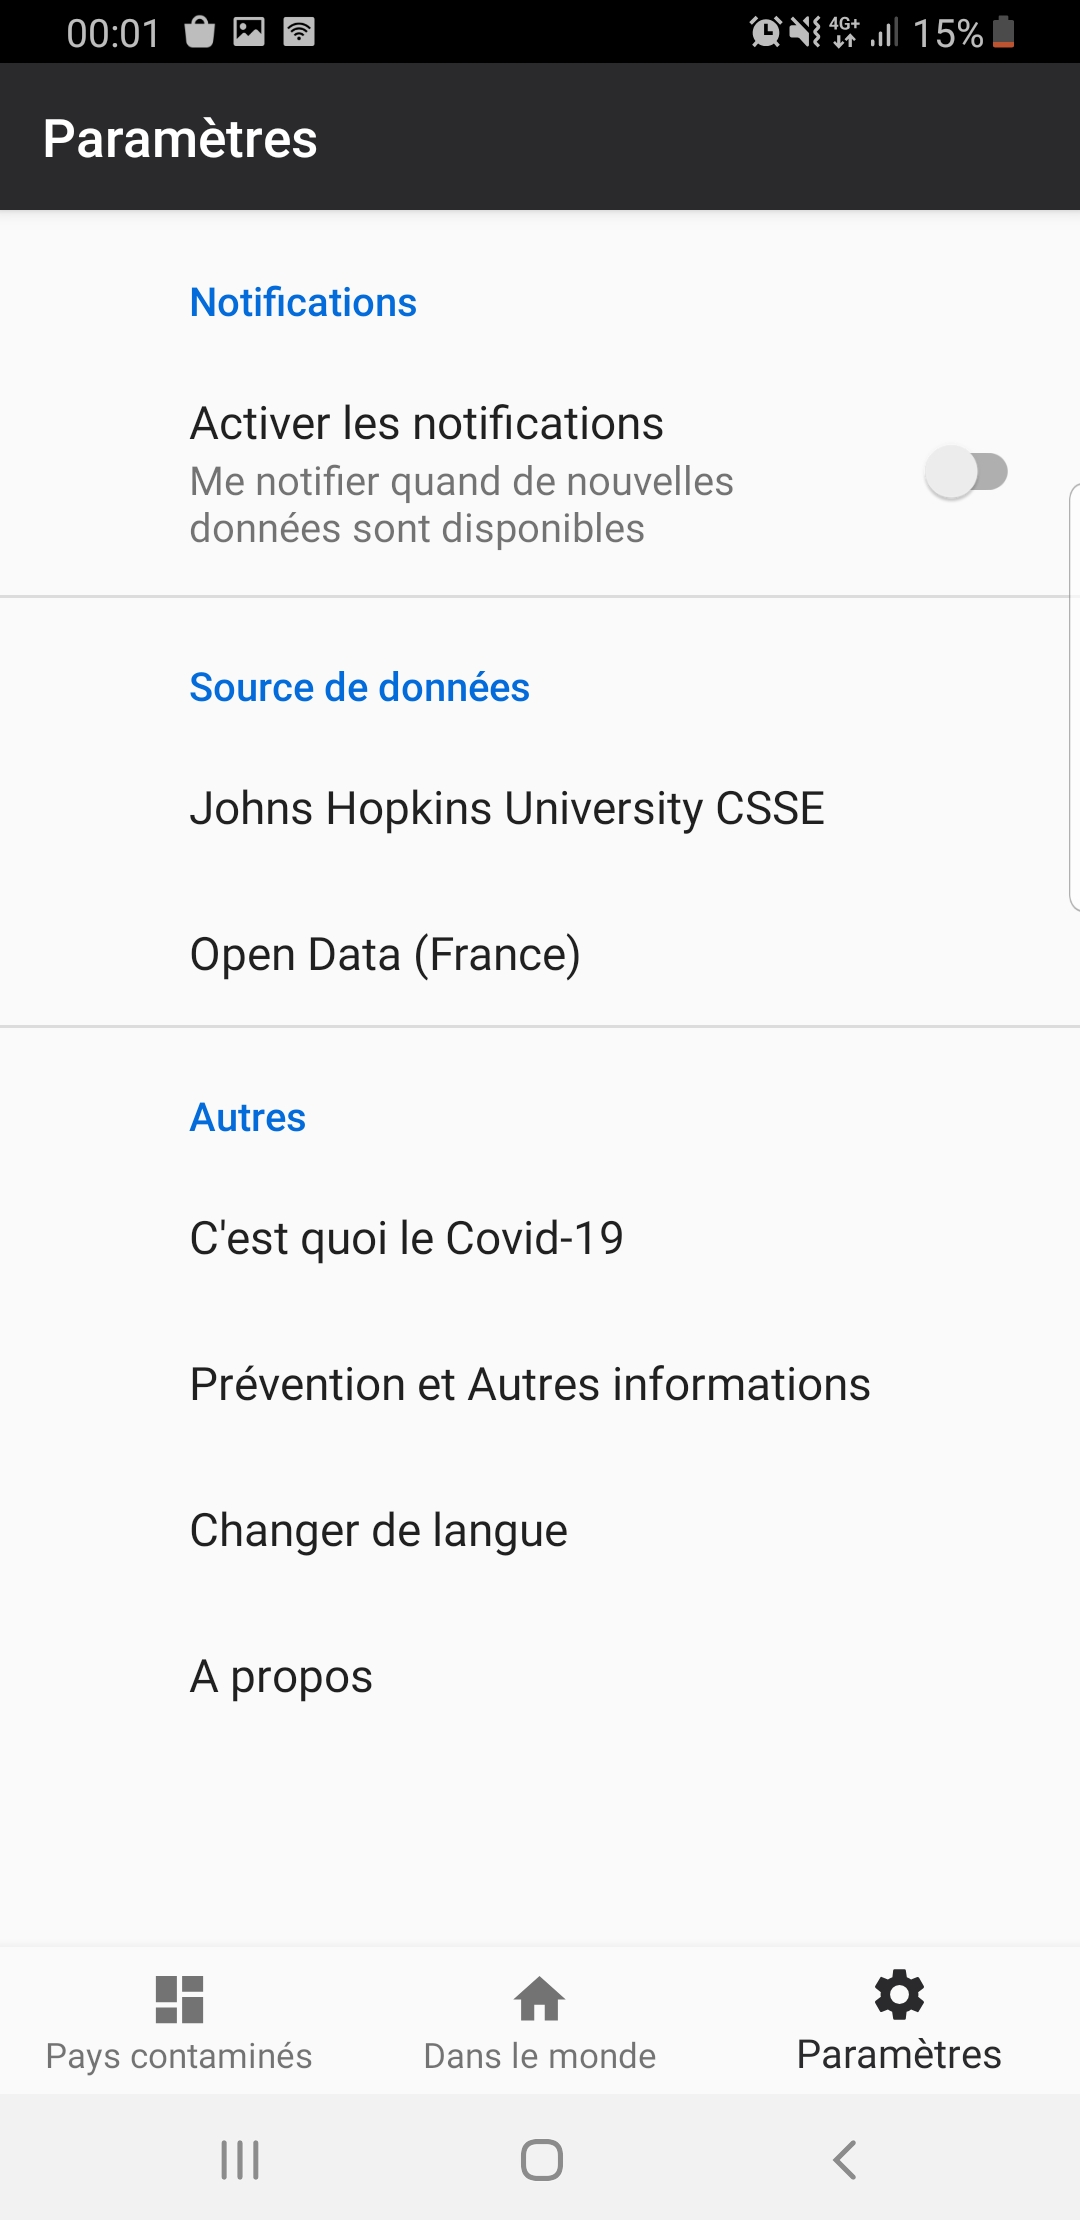 00:01
4G+
15%
Paramètres
Notifications
Activer les notifications
Me notifier quand de nouvelles
données sont disponibles
Source de données
Johns Hopkins University CSSE
Open Data (France)
Autres
C'est quoi le Covid-19
Prévention et Autres informations
Changer de langue
A propos
Pays contaminés
Dans le monde
Paramètres